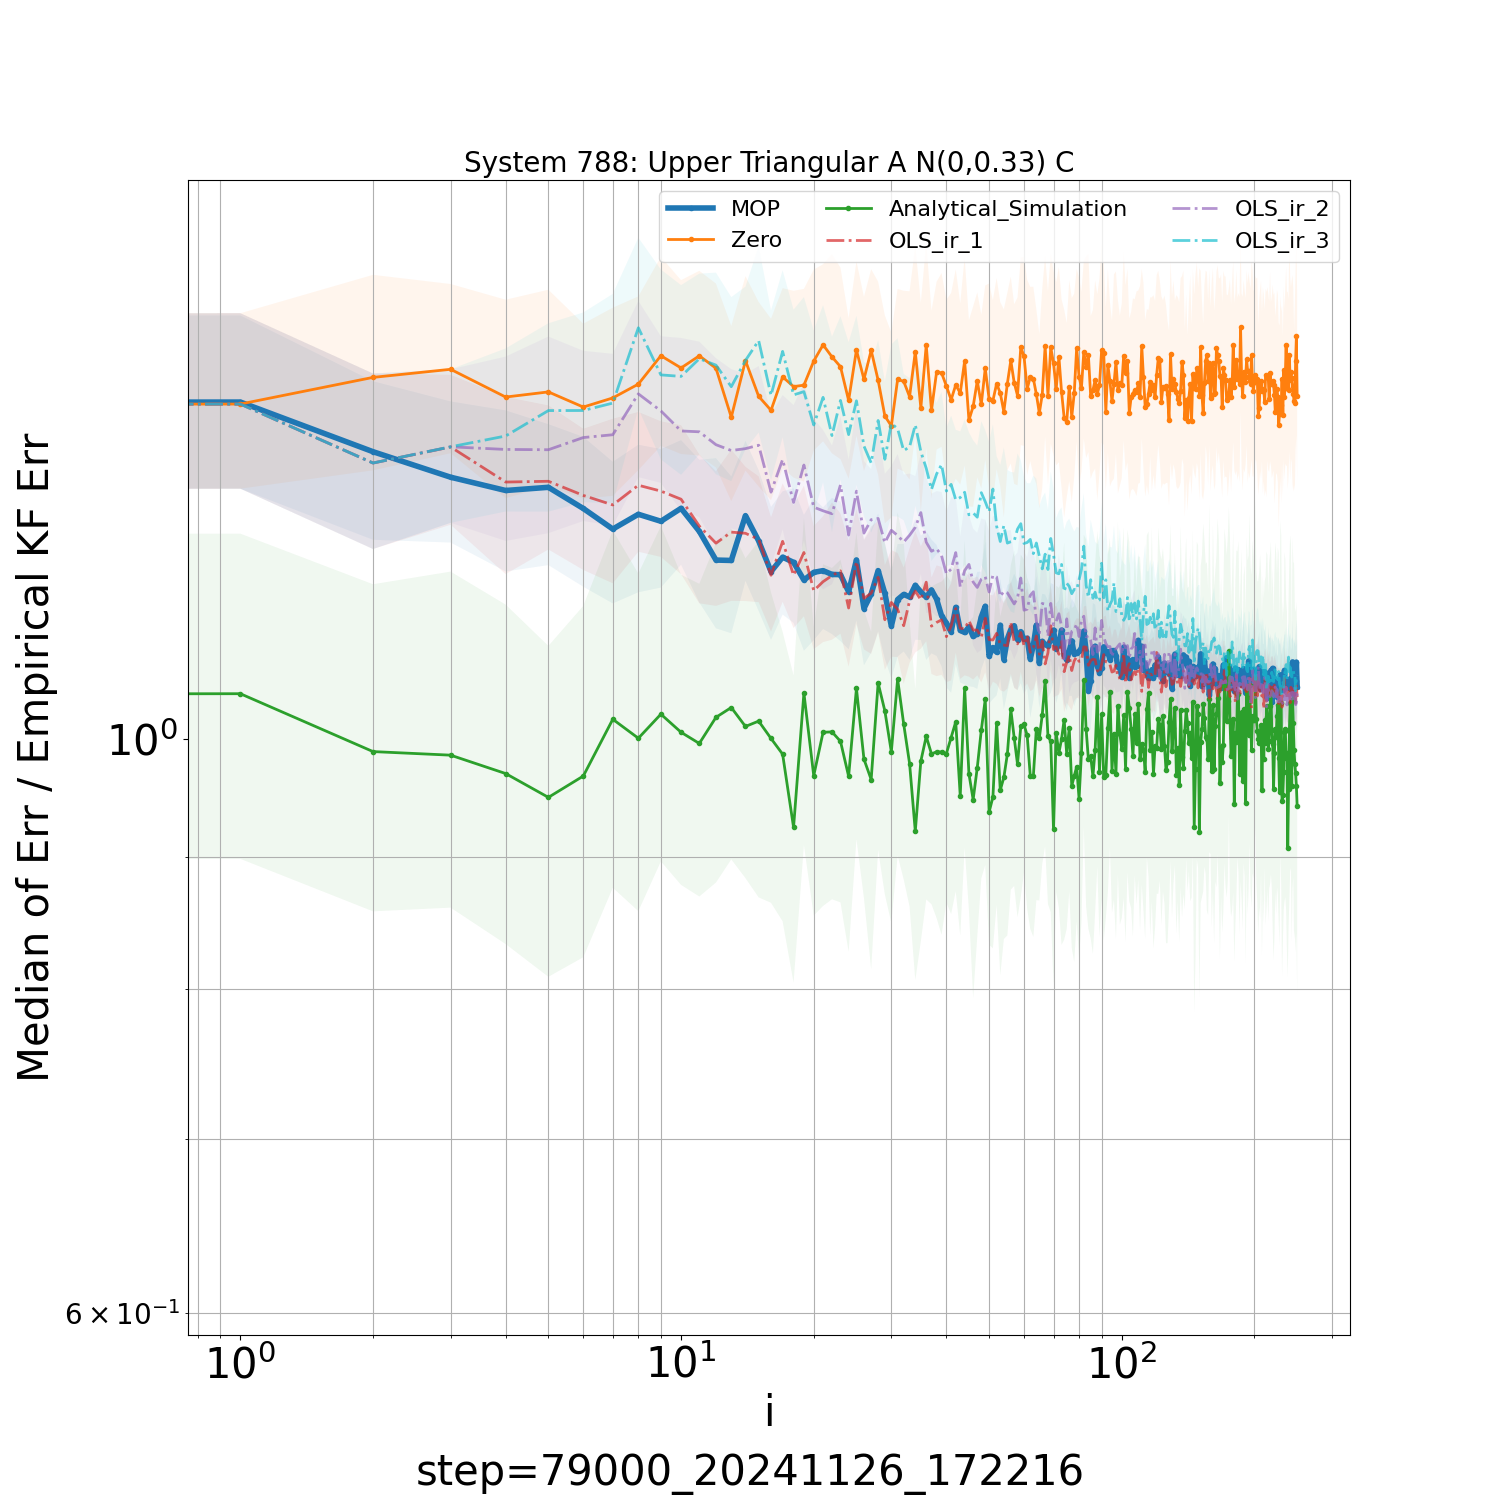 System 788: Upper Triangular A N(0,0.33) C
MOP
Zero
Analytical_Simulation
OLS_ir_1
OLS_ir_2
OLS_ir_3
Median of Err / Empirical KF Err
10⁰
6 × 10⁻¹
10⁰
10¹
10²
i
step=79000_20241126_172216